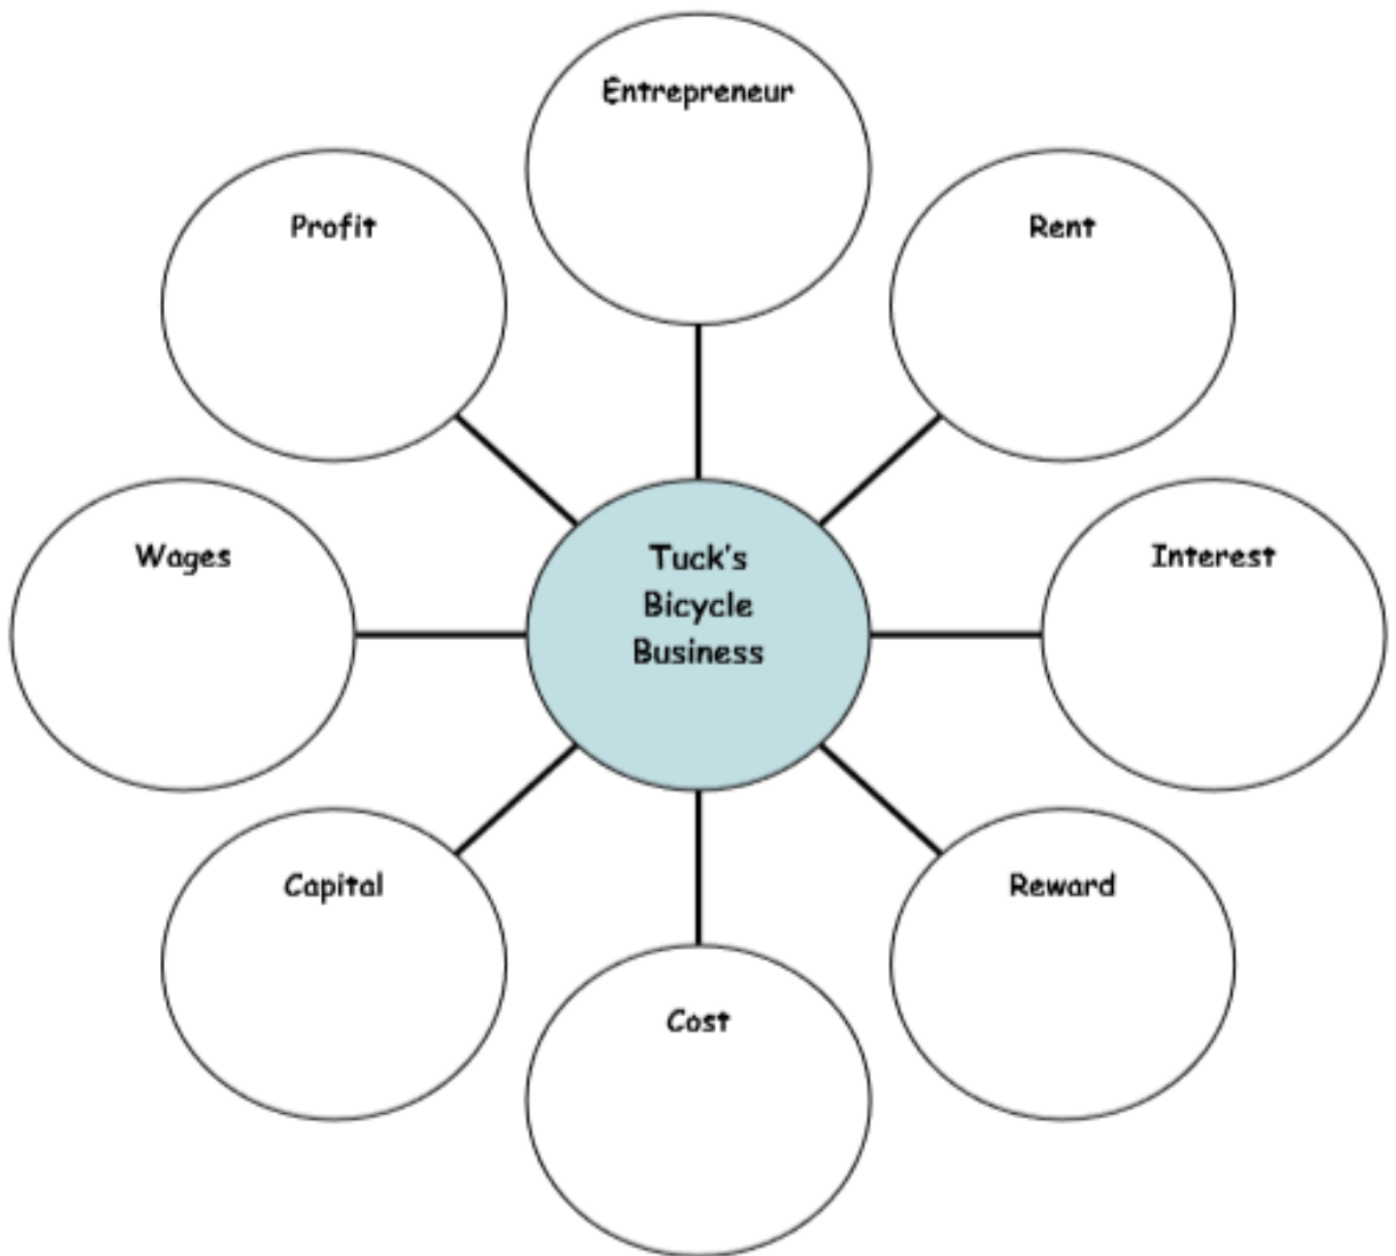 Entrepreneur
Profit
Rent
Wages
Tuck's
Bicycle
Business
Interest
Capital
Reward
Cost